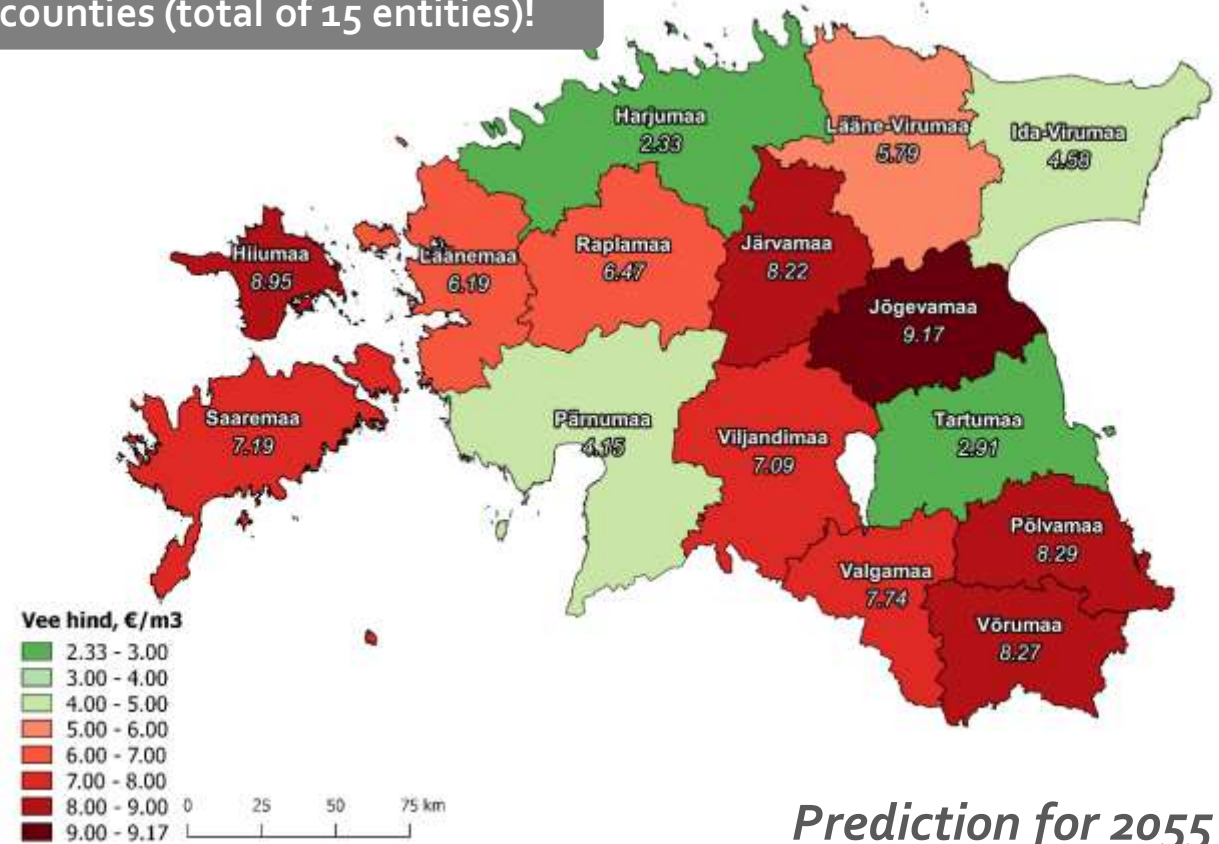 counties (total of 15 entities)!
Harjumaa
2.33
Lääne-Virumaa
5.79
Ida-Virumaa
4.58
Hilumaa
8.95
Läänemaa
6.19
Raplamaa
6.47
Järvamaa
8.22
Jõgevamaa
9.17
Saaremaa
7.19
Pärnumaa
4.15
Viljandimaa
7.09
Tartumaa
2.91
Põlvamaa
8.29
Valgamaa
7.74
Võrumaa
8.27
Vee hind, €/m3
2.33 - 3.00
3.00 - 4.00
4.00 - 5.00
5.00 - 6.00
6.00 - 7.00
7.00 - 8.00
8.00 - 9.00
9.00 - 9.17
0 25 50 75 km
Prediction for 2055